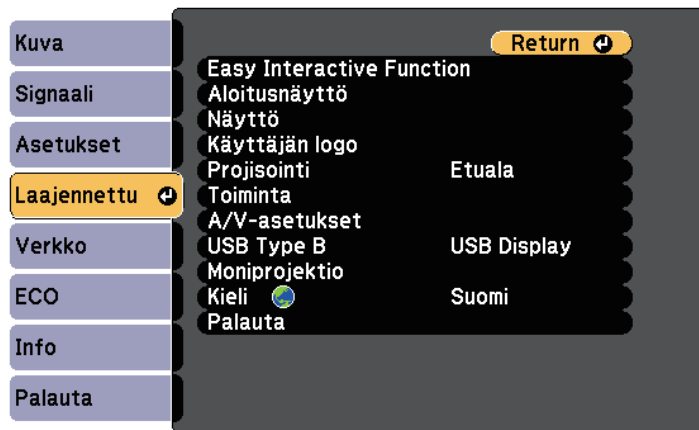 Kuva
Signaali
Asetukset
Laajennettu
Verkko
ECO
Info
Palauta
Return
Easy Interactive Function
Aloitusnäyttö
Näyttö
Käyttäjän logo
Projisointi Etuala
Toiminta
A/V-asetukset
USB Type B USB Display
Moniprojektio
Kieli Suomi
Palauta